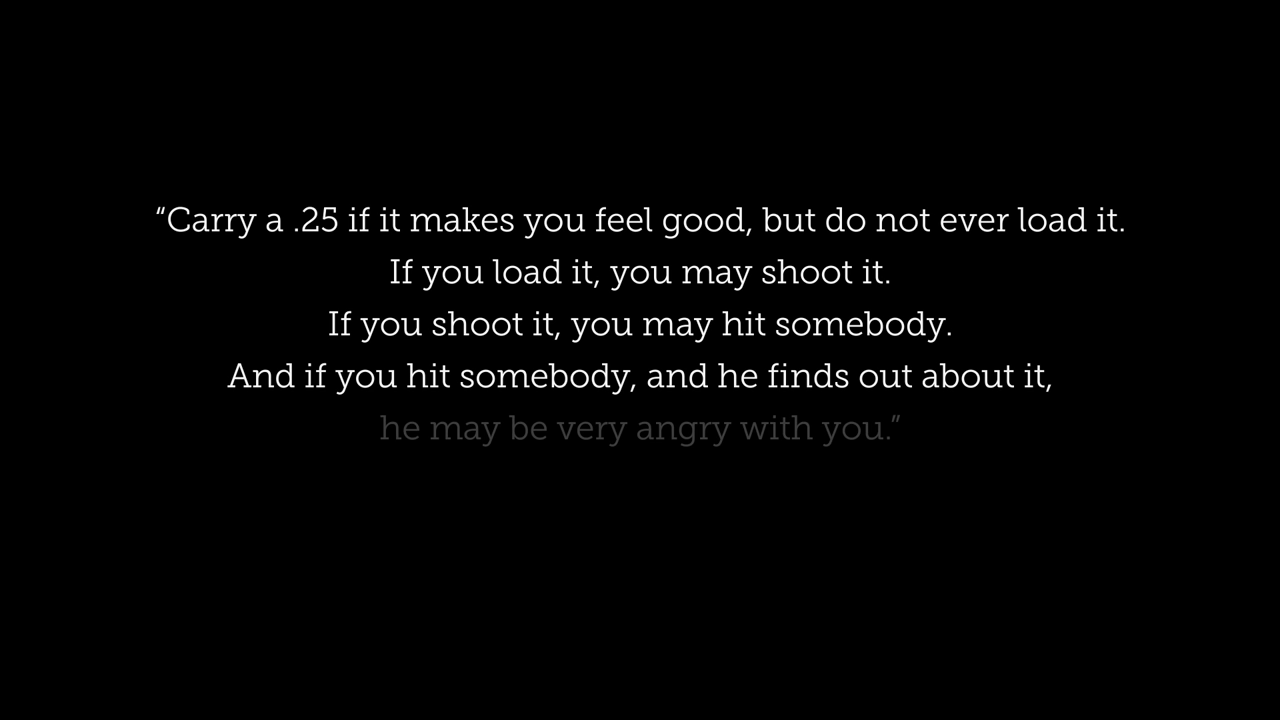 “Carry a .25 if it makes you feel good, but do not ever load it.
If you load it, you may shoot it.
If you shoot it, you may hit somebody.
And if you hit somebody, and he finds out about it,
he may be very angry with you.”